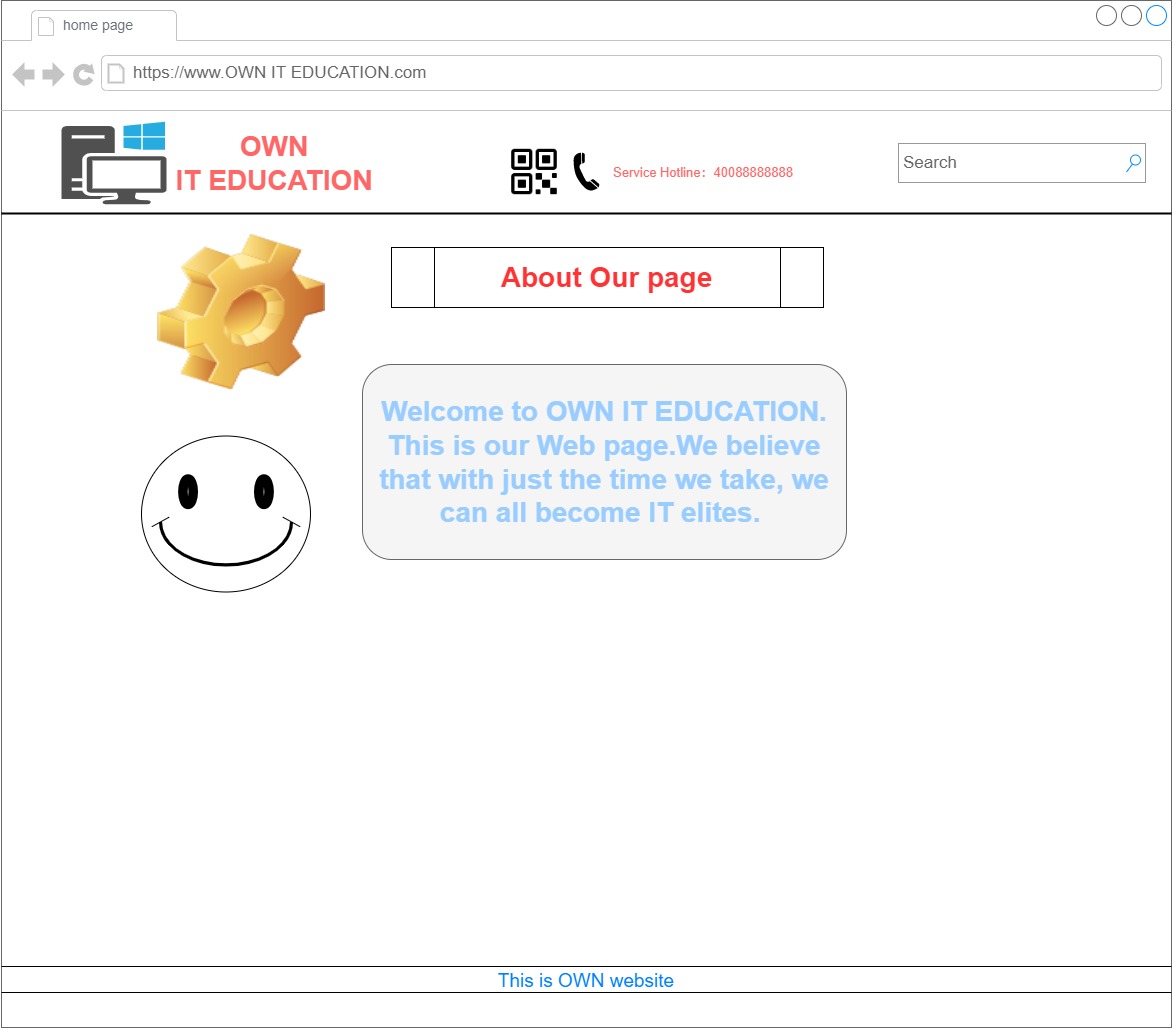 home page
https://www.OWN IT EDUCATION.com
OWN
IT EDUCATION
Service Hotline：40088888888
Search
About Our page
Welcome to OWN IT EDUCATION.
This is our Web page.We believe
that with just the time we take, we
can all become IT elites.
This is OWN website